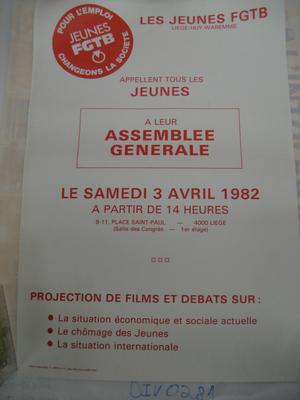 POUR L'EMPLOI
JEUNES
FGTB
CHANGEONS LA SOCIETE
LES JEUNES FGTB
LIEGE-HUY-WAREMME
APPELLENT TOUS LES
JEUNES
A LEUR
ASSEMBLEE
GENERALE
LE SAMEDI 3 AVRIL 1982
A PARTIR DE 14 HEURES
9-11, PLACE SAINT-PAUL — 4000 LIEGE
(Salle des Congrès — 1er étage)
PROJECTION DE FILMS ET DEBATS SUR :
● La situation économique et sociale actuelle
● Le chômage des Jeunes
● La situation internationale
DIV0281